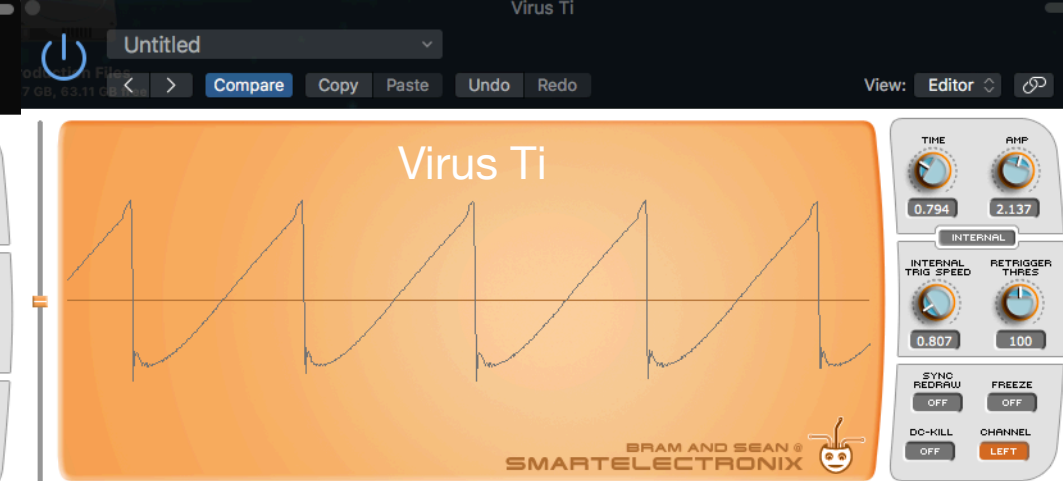 Virus Ti
Untitled
Compare Copy Paste Undo Redo View: Editor
Virus Ti
TIME AMP
0.794 2.137
INTERNAL
INTERNAL TRIG SPEED RETRIGGER THRES
0.807 100
SYNC REDRAW FREEZE
OFF OFF
DC-KILL CHANNEL
OFF LEFT
BRAM AND SEAN @
SMARTELECTRONIX